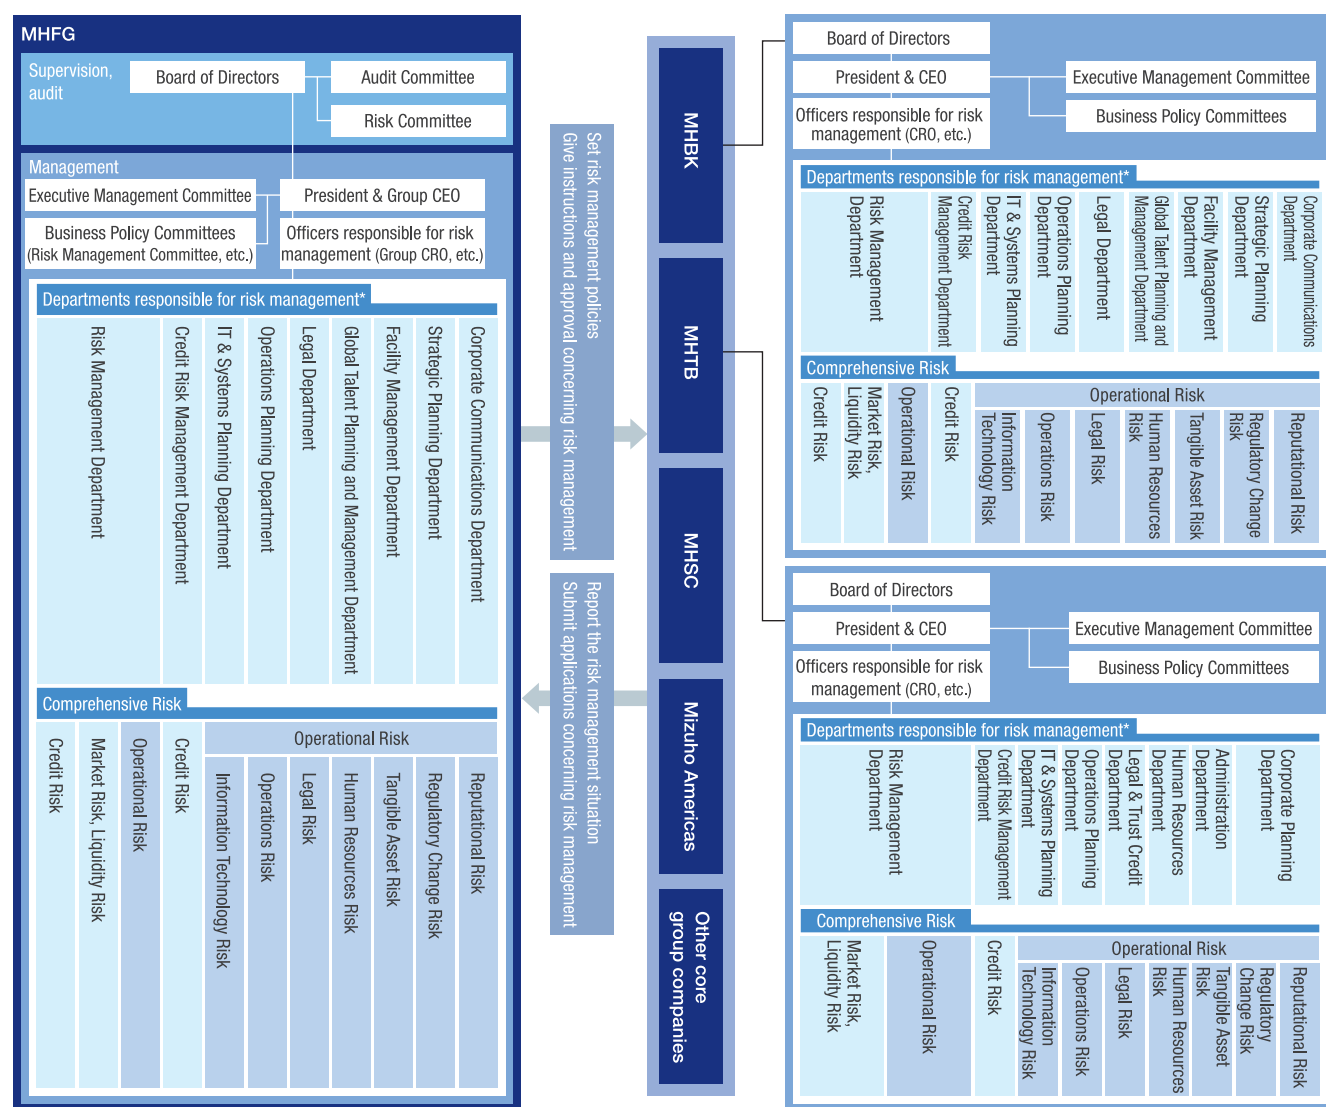 MHFG
Supervision,
audit
Board of Directors
Audit Committee
Risk Committee
Management
Executive Management Committee
President & Group CEO
Business Policy Committees
(Risk Management Committee, etc.)
Officers responsible for risk
management (Group CRO, etc.)
Departments responsible for risk management*
Risk Management Department
Credit Risk Management Department
IT & Systems Planning Department
Operations Planning Department
Legal Department
Global Talent Planning and Management Department
Facility Management Department
Strategic Planning Department
Corporate Communications Department
Comprehensive Risk
Credit Risk
Market Risk, Liquidity Risk
Operational Risk
Credit Risk
Operational Risk
Information Technology Risk
Operations Risk
Legal Risk
Human Resources Risk
Tangible Asset Risk
Regulatory Change Risk
Reputational Risk
Set risk management policies
Give instructions and approval concerning risk management
Report the risk management situation
Submit applications concerning risk management
MHBK
MHTB
MHSC
Mizuho Americas
Other core
group companies
Board of Directors
President & CEO
Officers responsible for risk
management (CRO, etc.)
Executive Management Committee
Business Policy Committees
Departments responsible for risk management*
Risk Management
Department
Credit Risk
Management Department
IT & Systems Planning
Department
Operations Planning
Department
Legal Department
Global Talent Planning and
Management Department
Facility Management
Department
Strategic Planning
Department
Corporate Communications
Department
Comprehensive Risk
Credit Risk
Market Risk,
Liquidity Risk
Operational Risk
Credit Risk
Operational Risk
Information
Technology Risk
Operations Risk
Legal Risk
Human Resources
Risk
Tangible Asset Risk
Regulatory Change
Risk
Reputational Risk
Board of Directors
President & CEO
Officers responsible for risk
management (CRO, etc.)
Executive Management Committee
Business Policy Committees
Departments responsible for risk management*
Risk Management
Department
Credit Risk Management
Department
IT & Systems Planning
Department
Operations Planning
Department
Legal & Trust Credit
Department
Human Resources
Department
Administration
Department
Corporate Planning
Department
Comprehensive Risk
Market Risk,
Liquidity Risk
Operational Risk
Credit Risk
Operational Risk
Information
Technology Risk
Operations Risk
Legal Risk
Human Resources
Risk
Tangible Asset
Risk
Regulatory
Change Risk
Reputational Risk